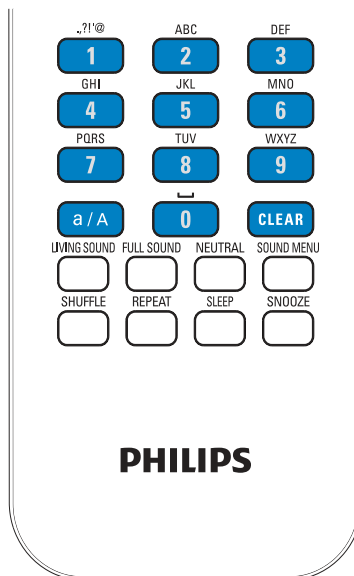 .,?!'@ ABC DEF
1 2 3
GHI JKL MNO
4 5 6
PQRS TUV WXYZ
7 8 9
a / A 0 CLEAR
LIVING SOUND FULL SOUND NEUTRAL SOUND MENU
SHUFFLE REPEAT SLEEP SNOOZE
PHILIPS